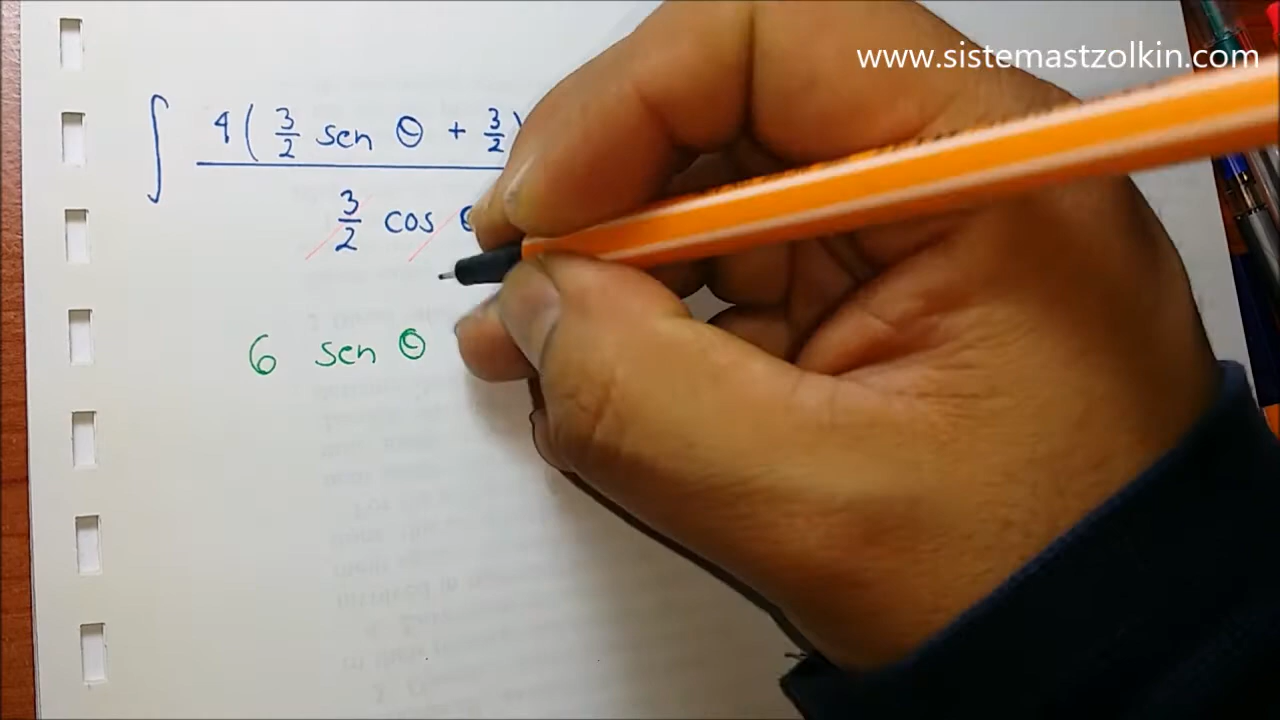 www.sistemastzolkin.com
∫ 4( 3/2 sen θ + 3/2 )
3/2 cos θ
6 sen θ